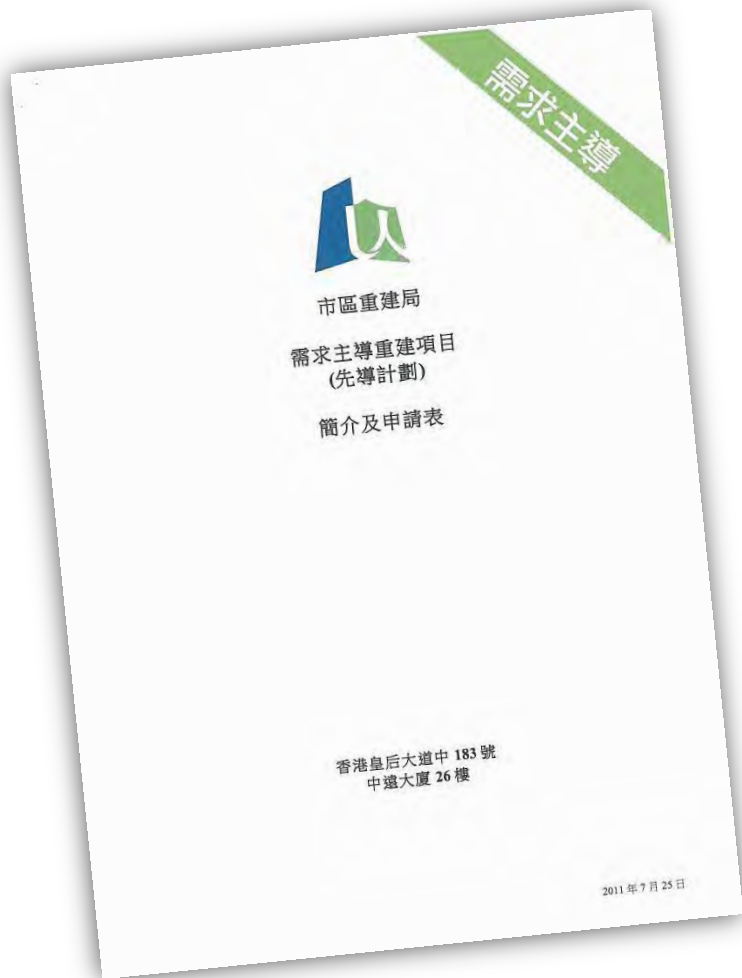 需求主導
市區重建局
需求主導重建項目
(先導計劃)
簡介及申請表
香港皇后大道中 183 號
中遠大廈 26 樓
2011 年 7 月 25 日